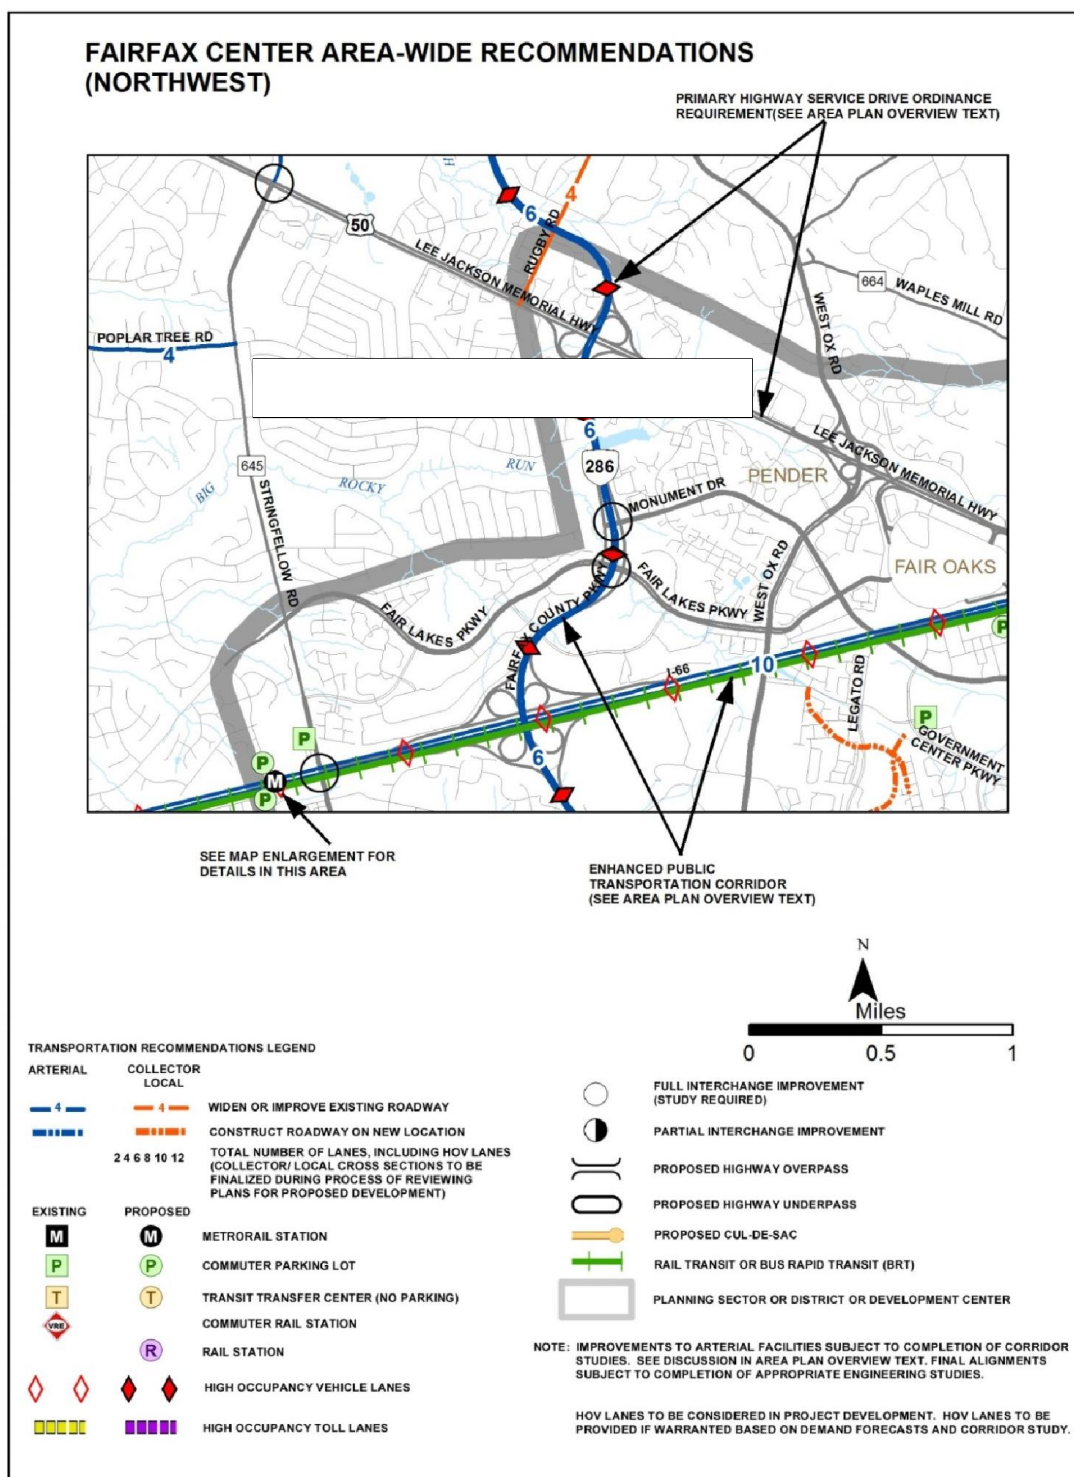 FAIRFAX CENTER AREA-WIDE RECOMMENDATIONS
(NORTHWEST)
PRIMARY HIGHWAY SERVICE DRIVE ORDINANCE
REQUIREMENT(SEE AREA PLAN OVERVIEW TEXT)
H
4
6
50
RUGBY RD
LEE JACKSON MEMORIAL HWY
664
WAPLES MILL RD
WEST OX RD
POPLAR TREE RD
4
6
LEE JACKSON MEMORIAL HWY
286
645
RUN
ROCKY
BIG
PENDER
MONUMENT DR
STRINGFELLOW RD
FAIR OAKS
WEST OX RD
FAIR LAKES PKWY
FAIR LAKES PKWY
FAIRFAX COUNTY PKWY
I-66
10
LEGATO RD
P
P
GOVERNMENT
CENTER PKWY
P
P
M
P
6
SEE MAP ENLARGEMENT FOR
DETAILS IN THIS AREA
ENHANCED PUBLIC
TRANSPORTATION CORRIDOR
(SEE AREA PLAN OVERVIEW TEXT)
N
Miles
0 0.5 1
TRANSPORTATION RECOMMENDATIONS LEGEND
ARTERIAL COLLECTOR
LOCAL
4 4 WIDEN OR IMPROVE EXISTING ROADWAY
CONSTRUCT ROADWAY ON NEW LOCATION
2 4 6 8 10 12 TOTAL NUMBER OF LANES, INCLUDING HOV LANES
(COLLECTOR/ LOCAL CROSS SECTIONS TO BE
FINALIZED DURING PROCESS OF REVIEWING
PLANS FOR PROPOSED DEVELOPMENT)
EXISTING PROPOSED
M M METRORAIL STATION
P P COMMUTER PARKING LOT
T T TRANSIT TRANSFER CENTER (NO PARKING)
VRE COMMUTER RAIL STATION
R RAIL STATION
HIGH OCCUPANCY VEHICLE LANES
HIGH OCCUPANCY TOLL LANES
FULL INTERCHANGE IMPROVEMENT
(STUDY REQUIRED)
PARTIAL INTERCHANGE IMPROVEMENT
PROPOSED HIGHWAY OVERPASS
PROPOSED HIGHWAY UNDERPASS
PROPOSED CUL-DE-SAC
RAIL TRANSIT OR BUS RAPID TRANSIT (BRT)
PLANNING SECTOR OR DISTRICT OR DEVELOPMENT CENTER
NOTE: IMPROVEMENTS TO ARTERIAL FACILITIES SUBJECT TO COMPLETION OF CORRIDOR
STUDIES. SEE DISCUSSION IN AREA PLAN OVERVIEW TEXT. FINAL ALIGNMENTS
SUBJECT TO COMPLETION OF APPROPRIATE ENGINEERING STUDIES.
HOV LANES TO BE CONSIDERED IN PROJECT DEVELOPMENT. HOV LANES TO BE
PROVIDED IF WARRANTED BASED ON DEMAND FORECASTS AND CORRIDOR STUDY.